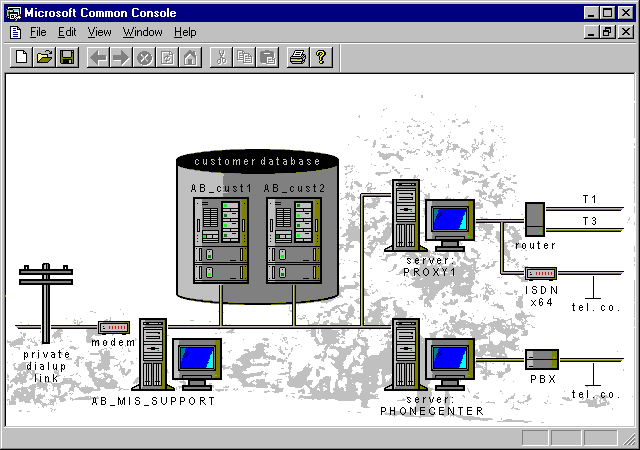 Microsoft Common Console
File Edit View Window Help
customer database
AB_cust1 AB_cust2
T1
T3
router
server:
PROXY1
ISDN
x64
tel.co.
modem
private
dialup
link
AB_MIS_SUPPORT
server:
PHONECENTER
PBX
tel.co.